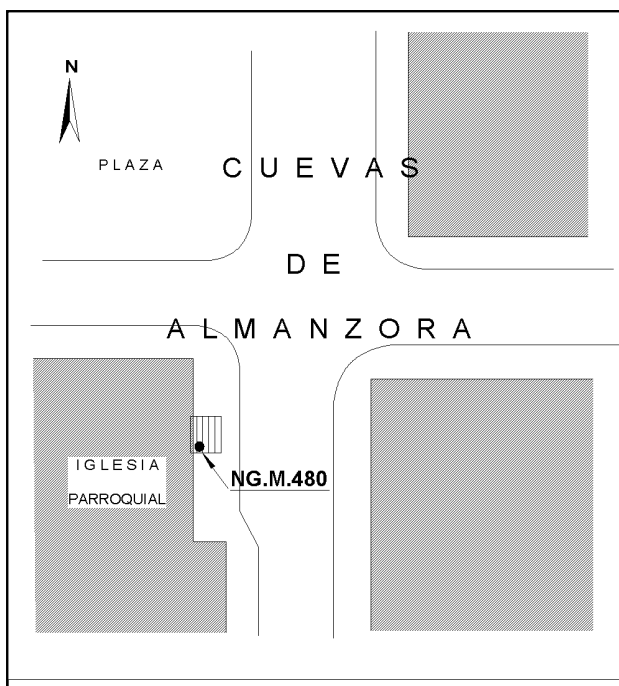 N
PLAZA
CUEVAS
DE
ALMANZORA
IGLESIA
PARROQUIAL
NG.M.480